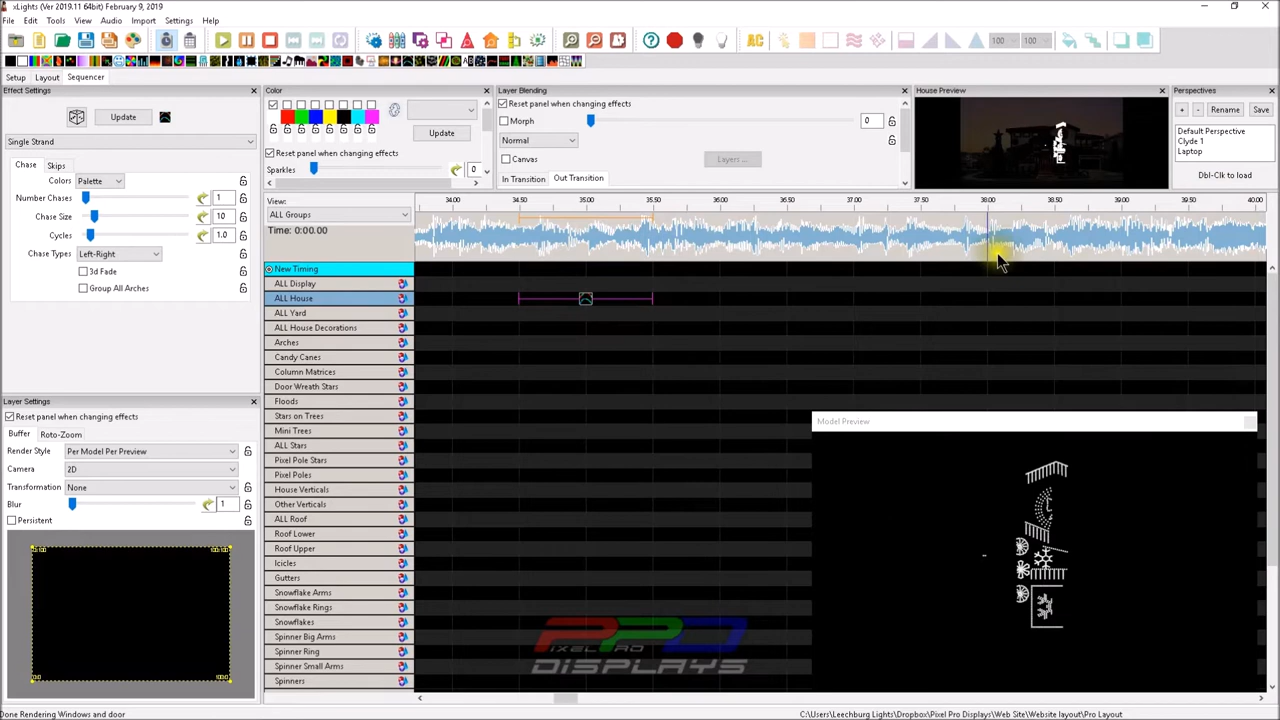 xLights (Ver 2019.11 64bit) February 9, 2019
File Edit Tools View Audio Import Settings Help
AC 100 100
Setup Layout Sequencer
Effect Settings
Update
Single Strand
Chase Skips
Colors Palette
Number Chases 1
Chase Size 10
Cycles 1.0
Chase Types Left-Right
3d Fade
Group All Arches
Color
Update
Reset panel when changing effects
Sparkles 0
Layer Blending
Reset panel when changing effects
Morph 0
Normal
Canvas Layers ...
In Transition Out Transition
House Preview
Perspectives
+ - Rename Save
Default Perspective
Clyde 1
Laptop
Dbl-Clk to load
View:
ALL Groups
Time: 0:00.00
34.00 34.50 35.00 35.50 36.00 36.50 37.00 37.50 38.00 38.50 39.00 39.50 40.00
New Timing
ALL Display
ALL House
ALL Yard
ALL House Decorations
Arches
Candy Canes
Column Matrices
Door Wreath Stars
Floods
Stars on Trees
Mini Trees
ALL Stars
Pixel Pole Stars
Pixel Poles
House Verticals
Other Verticals
ALL Roof
Roof Lower
Roof Upper
Icicles
Gutters
Snowflake Arms
Snowflake Rings
Snowflakes
Spinner Big Arms
Spinner Ring
Spinner Small Arms
Spinners
Layer Settings
Reset panel when changing effects
Buffer Roto-Zoom
Render Style Per Model Per Preview
Camera 2D
Transformation None
Blur 1
Persistent
Model Preview
PPD
PIXEL PRO
DISPLAYS
Done Rendering Windows and door
C:\Users\Leechburg Lights\Dropbox\Pixel Pro Displays\Web Site\Website layout\Pro Layout